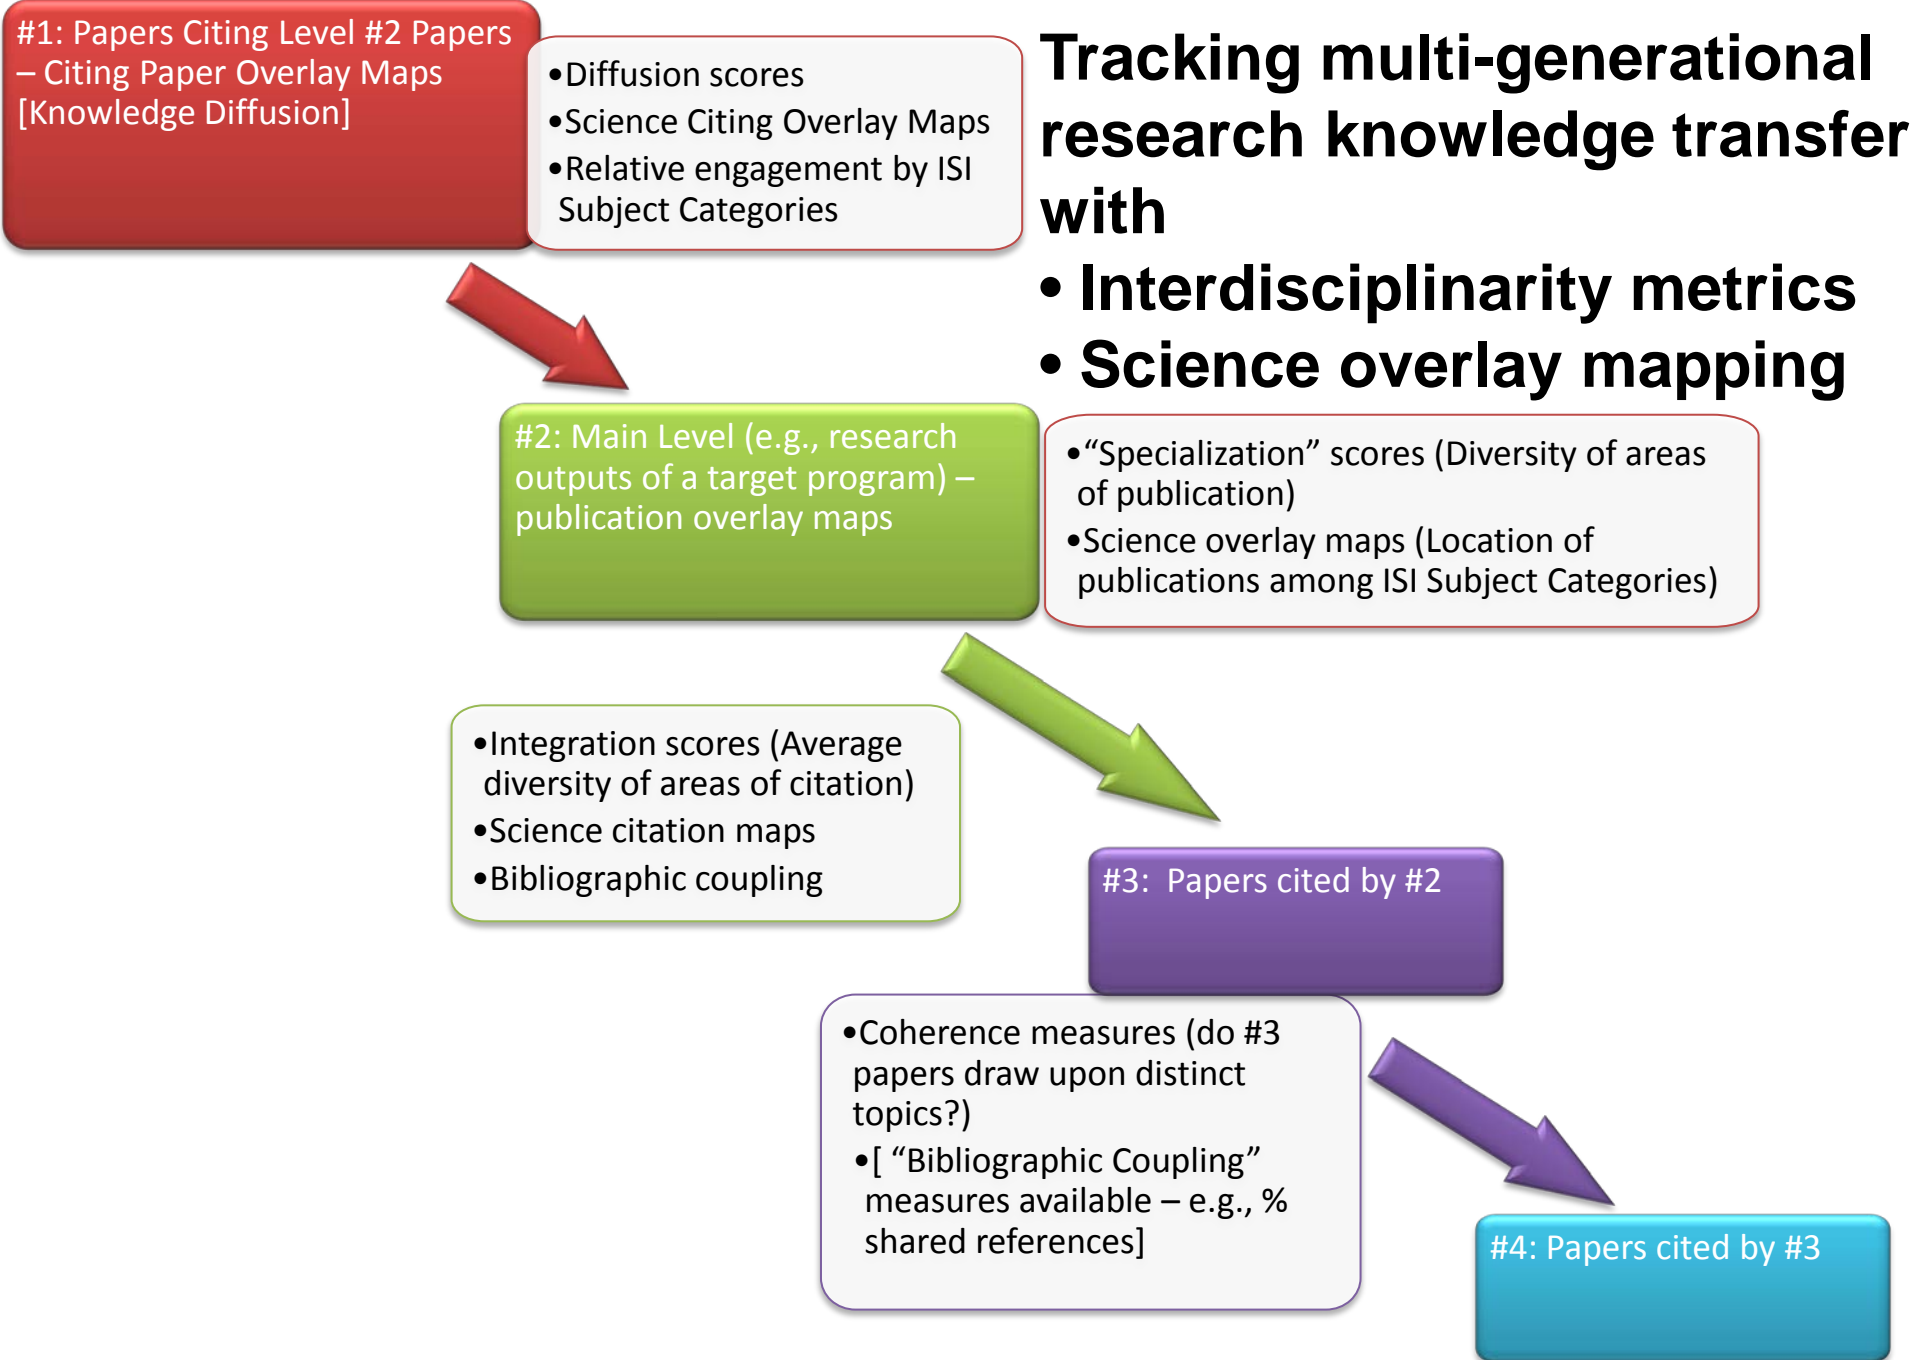 #1: Papers Citing Level #2 Papers
– Citing Paper Overlay Maps
[Knowledge Diffusion]
•Diffusion scores
•Science Citing Overlay Maps
•Relative engagement by ISI
Subject Categories
Tracking multi-generational
research knowledge transfer
with
• Interdisciplinarity metrics
• Science overlay mapping
#2: Main Level (e.g., research
outputs of a target program) –
publication overlay maps
•“Specialization” scores (Diversity of areas
of publication)
•Science overlay maps (Location of
publications among ISI Subject Categories)
•Integration scores (Average
diversity of areas of citation)
•Science citation maps
•Bibliographic coupling
#3:  Papers cited by #2
•Coherence measures (do #3
papers draw upon distinct
topics?)
•[ “Bibliographic Coupling”
measures available – e.g., %
shared references]
#4: Papers cited by #3